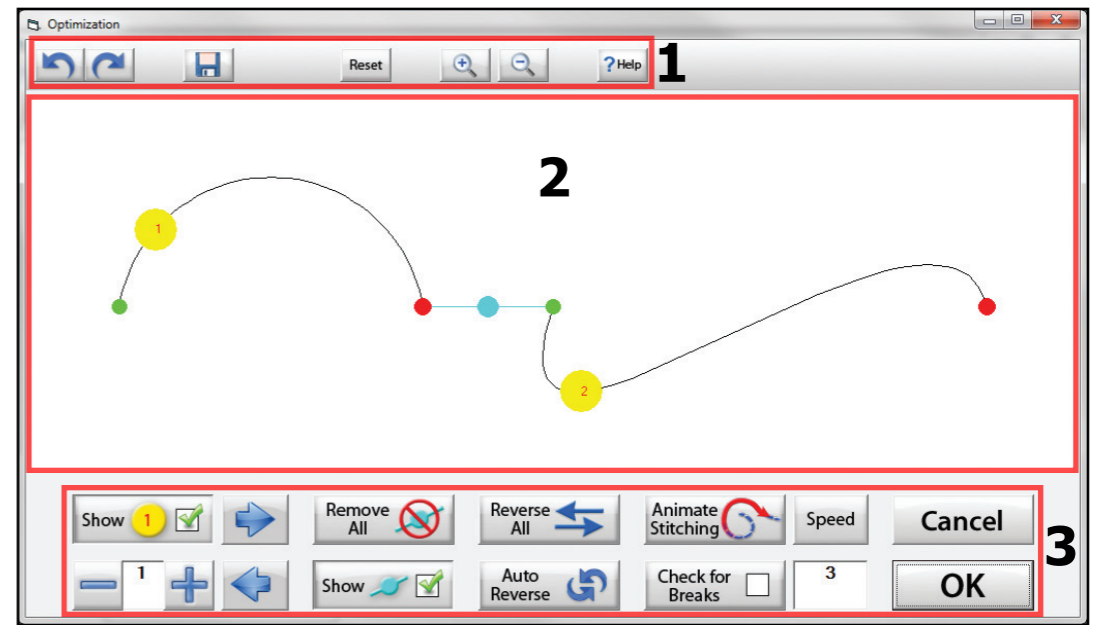 Optimization
Reset
? Help
1
2
1
2
Show 1
Remove
All
Reverse
All
Animate
Stitching
Speed
Cancel
3
1
Show
Auto
Reverse
Check for
Breaks
3
OK